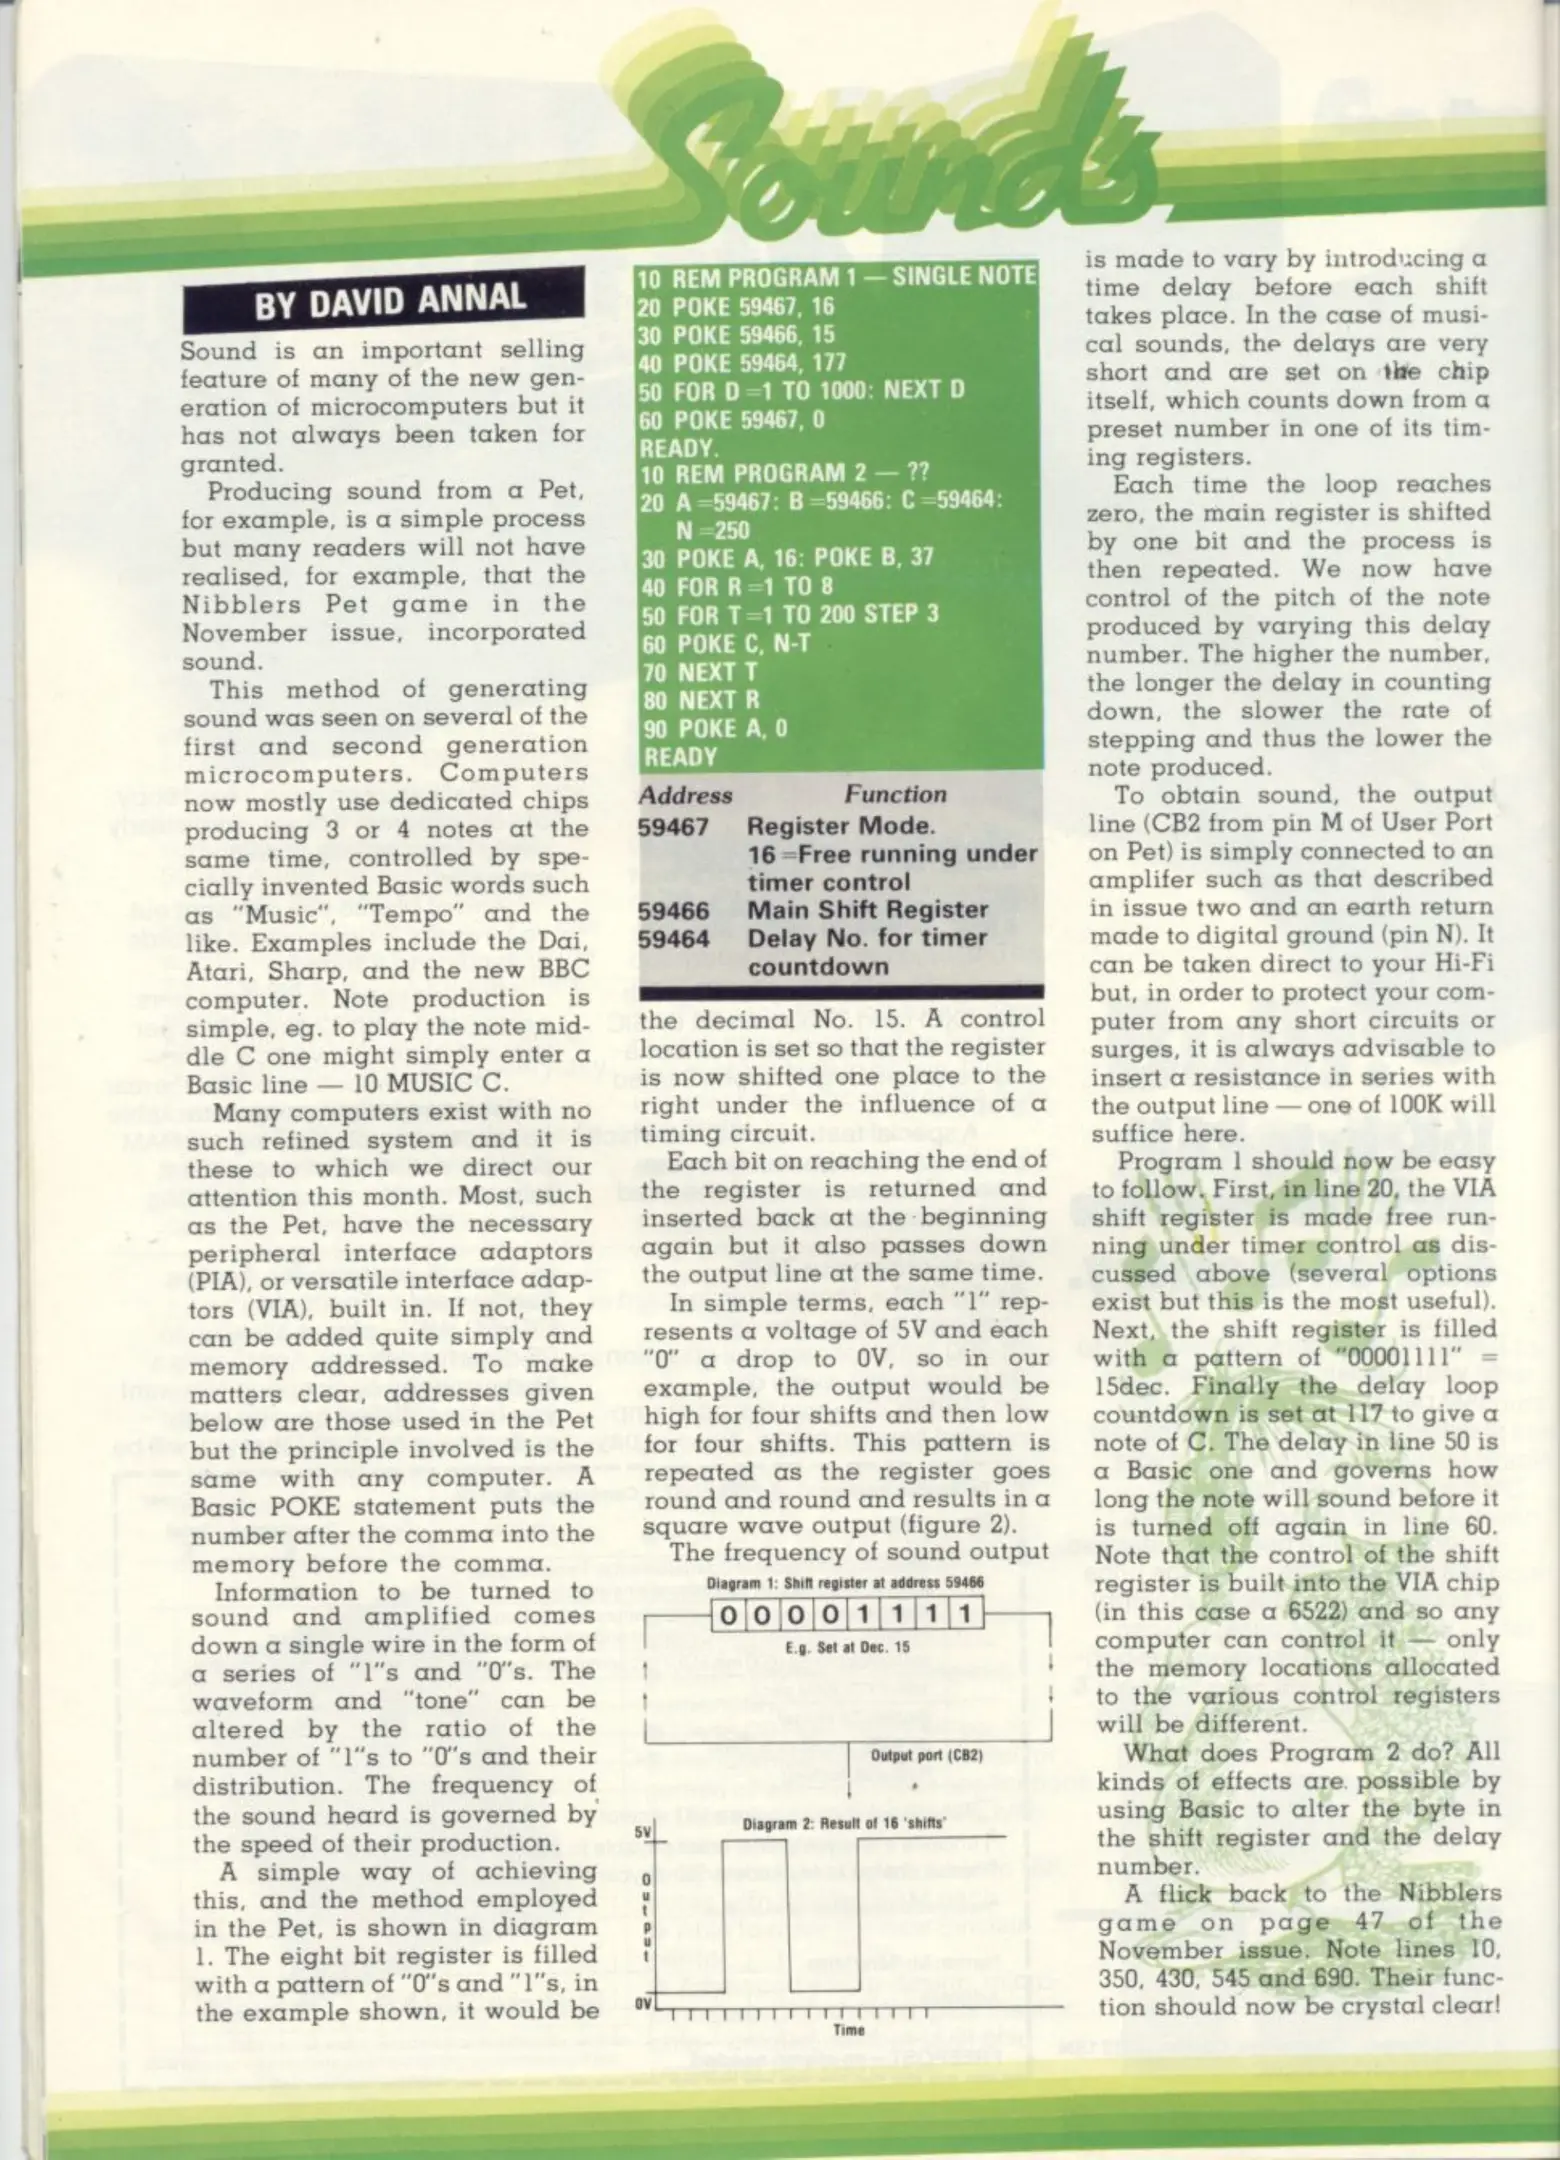 Sounds
BY DAVID ANNAL
Sound is an important selling
feature of many of the new gen-
eration of microcomputers but it
has not always been taken for
granted.
Producing sound from a Pet,
for example, is a simple process
but many readers will not have
realised, for example, that the
Nibblers Pet game in the
November issue, incorporated
sound.
This method of generating
sound was seen on several of the
first and second generation
microcomputers. Computers
now mostly use dedicated chips
producing 3 or 4 notes at the
same time, controlled by spe-
cially invented Basic words such
as "Music", "Tempo" and the
like. Examples include the Dai,
Atari, Sharp, and the new BBC
computer. Note production is
simple, eg. to play the note mid-
dle C one might simply enter a
Basic line — 10 MUSIC C.
Many computers exist with no
such refined system and it is
these to which we direct our
attention this month. Most, such
as the Pet, have the necessary
peripheral interface adaptors
(PIA), or versatile interface adap-
tors (VIA), built in. If not, they
can be added quite simply and
memory addressed. To make
matters clear, addresses given
below are those used in the Pet
but the principle involved is the
same with any computer. A
Basic POKE statement puts the
number after the comma into the
memory before the comma.
Information to be turned to
sound and amplified comes
down a single wire in the form of
a series of "1"s and "0"s. The
waveform and "tone" can be
altered by the ratio of the
number of "1"s to "0"s and their
distribution. The frequency of
the sound heard is governed by
the speed of their production.
A simple way of achieving
this, and the method employed
in the Pet, is shown in diagram
1. The eight bit register is filled
with a pattern of "0"s and "1"s, in
the example shown, it would be
10 REM PROGRAM 1 — SINGLE NOTE
20 POKE 59467, 16
30 POKE 59466, 15
40 POKE 59464, 177
50 FOR D=1 TO 1000: NEXT D
60 POKE 59467, 0
READY.
10 REM PROGRAM 2 — ??
20 A=59467: B=59466: C=59464:
N=250
30 POKE A, 16: POKE B, 37
40 FOR R=1 TO 8
50 FOR T=1 TO 200 STEP 3
60 POKE C, N-T
70 NEXT T
80 NEXT R
90 POKE A, 0
READY
Address Function
59467 Register Mode.
16=Free running under
timer control
59466 Main Shift Register
59464 Delay No. for timer
countdown
the decimal No. 15. A control
location is set so that the register
is now shifted one place to the
right under the influence of a
timing circuit.
Each bit on reaching the end of
the register is returned and
inserted back at the beginning
again but it also passes down
the output line at the same time.
In simple terms, each "1" rep-
resents a voltage of 5V and each
"0" a drop to 0V, so in our
example, the output would be
high for four shifts and then low
for four shifts. This pattern is
repeated as the register goes
round and round and results in a
square wave output (figure 2).
The frequency of sound output
Diagram 1: Shift register at address 59466
0 0 0 0 1 1 1 1
E.g. Set at Dec. 15
Output port (CB2)
Diagram 2: Result of 16 'shifts'
5V
Output
0V
Time
is made to vary by introducing a
time delay before each shift
takes place. In the case of musi-
cal sounds, the delays are very
short and are set on the chip
itself, which counts down from a
preset number in one of its tim-
ing registers.
Each time the loop reaches
zero, the main register is shifted
by one bit and the process is
then repeated. We now have
control of the pitch of the note
produced by varying this delay
number. The higher the number,
the longer the delay in counting
down, the slower the rate of
stepping and thus the lower the
note produced.
To obtain sound, the output
line (CB2 from pin M of User Port
on Pet) is simply connected to an
amplifer such as that described
in issue two and an earth return
made to digital ground (pin N). It
can be taken direct to your Hi-Fi
but, in order to protect your com-
puter from any short circuits or
surges, it is always advisable to
insert a resistance in series with
the output line — one of 100K will
suffice here.
Program 1 should now be easy
to follow. First, in line 20, the VIA
shift register is made free run-
ning under timer control as dis-
cussed above (several options
exist but this is the most useful).
Next, the shift register is filled
with a pattern of "00001111" =
15dec. Finally the delay loop
countdown is set at 117 to give a
note of C. The delay in line 50 is
a Basic one and governs how
long the note will sound before it
is turned off again in line 60.
Note that the control of the shift
register is built into the VIA chip
(in this case a 6522) and so any
computer can control it — only
the memory locations allocated
to the various control registers
will be different.
What does Program 2 do? All
kinds of effects are. possible by
using Basic to alter the byte in
the shift register and the delay
number.
A flick back to the Nibblers
game on page 47 of the
November issue. Note lines 10,
350, 430, 545 and 690. Their func-
tion should now be crystal clear!